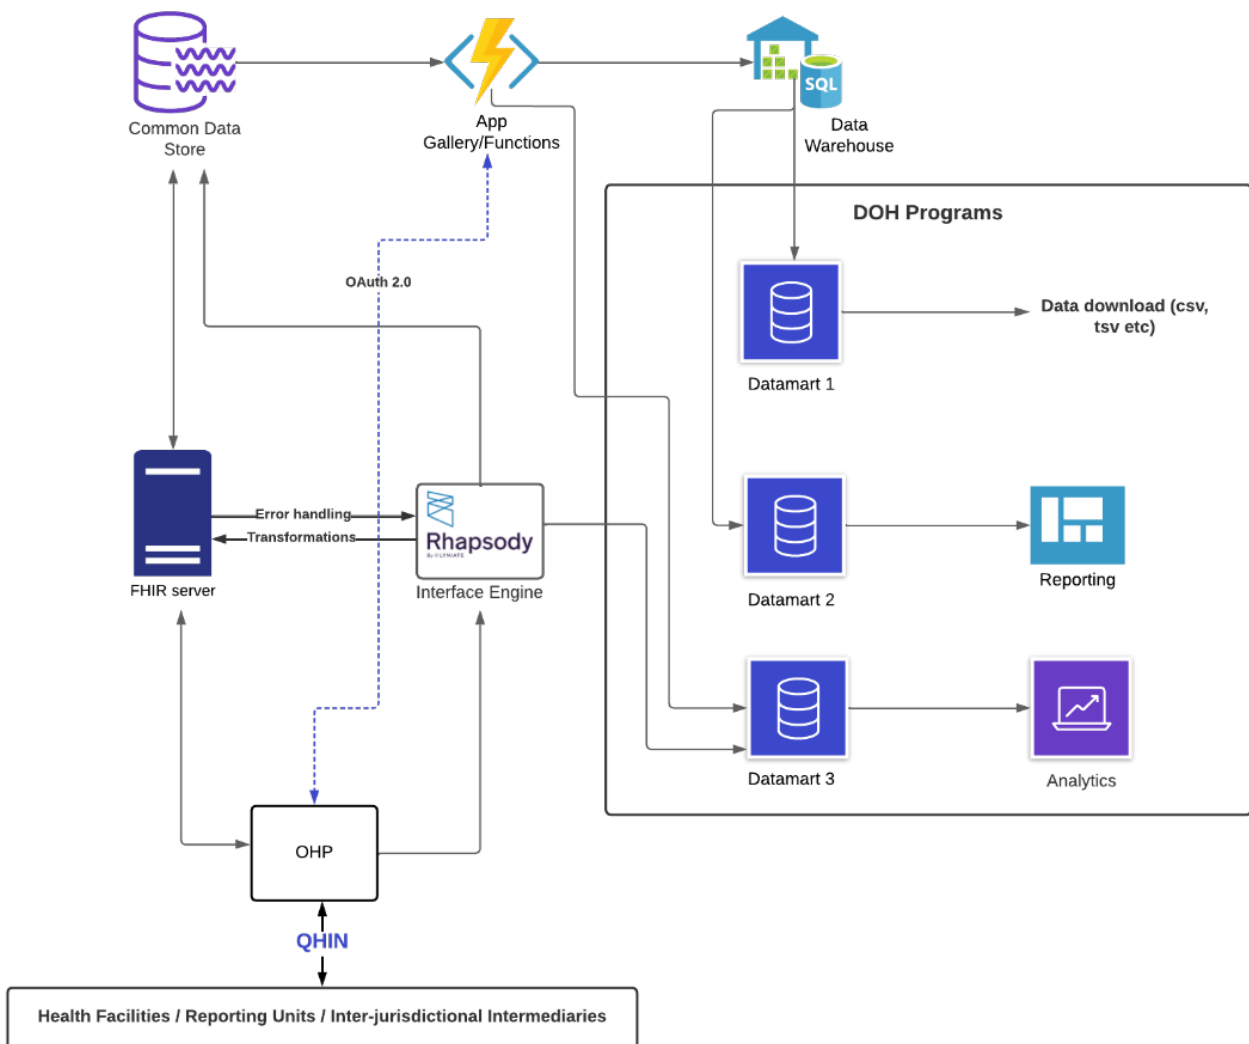 Common Data
Store
App
Gallery/Functions
SQL
Data
Warehouse
DOH Programs
OAuth 2.0
Data download (csv,
tsv etc)
Datamart 1
Error handling
Transformations
Rhapsody
FHIR server
Interface Engine
Datamart 2
Reporting
Datamart 3
Analytics
OHP
QHIN
Health Facilities / Reporting Units / Inter-jurisdictional Intermediaries